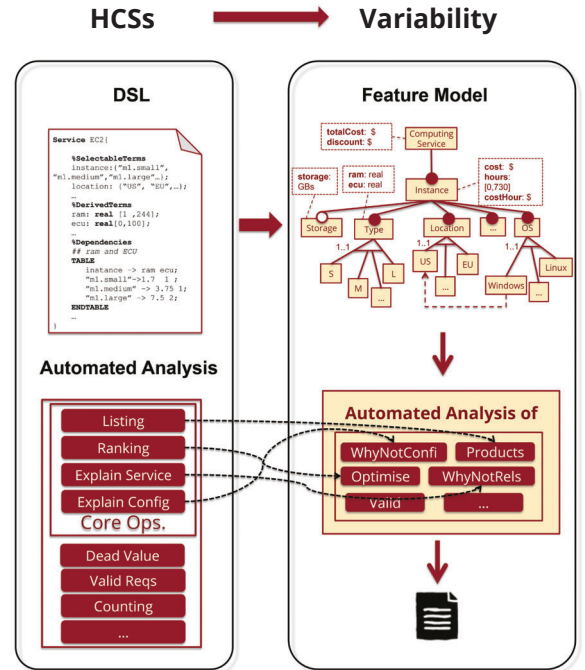 HCSs
Variability
DSL
Service EC2{
%SelectableTerms
instance:{"m1.small",
"m1.medium","m1.large"…};
location: {"US", "EU",…};
…
%DerivedTerms
ram: real [1 ,244];
ecu: real[0,100];
…
%Dependencies
## ram and ECU
TABLE
instance -> ram ecu;
"m1.small"->1.7 1 ;
"m1.medium" -> 3.75 1;
"m1.large" -> 7.5 2;
ENDTABLE
…
}
Automated Analysis
Listing
Ranking
Explain Service
Explain Config
Core Ops.
Dead Value
Valid Reqs
Counting
...
Feature Model
totalCost: $
discount: $
Computing
Service
storage:
GBs
ram: real
ecu: real
Instance
cost: $
hours:
[0,730]
costHour: $
Storage
Type
Location
...
OS
1..1
1..1
1..1
S
M
...
L
US
...
EU
Windows
...
Linux
Automated Analysis of
WhyNotConfi
Products
Optimise
WhyNotRels
Valid
...